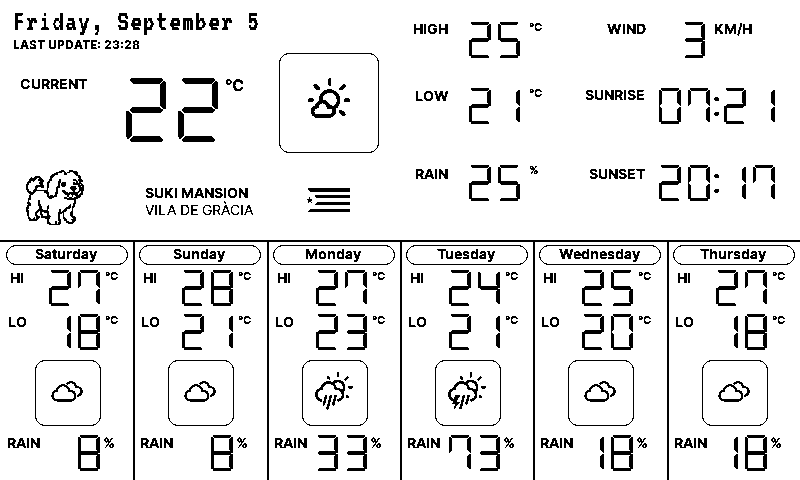 Friday, September 5
LAST UPDATE: 23:28
CURRENT 22 °C
HIGH 25 °C
WIND 3 KM/H
LOW 21 °C
SUNRISE 07:21
RAIN 25 %
SUNSET 20:17
SUKI MANSION
VILA DE GRÀCIA
Saturday
HI 27 °C
LO 18 °C
RAIN 8 %
Sunday
HI 28 °C
LO 21 °C
RAIN 8 %
Monday
HI 27 °C
LO 23 °C
RAIN 33 %
Tuesday
HI 24 °C
LO 21 °C
RAIN 73 %
Wednesday
HI 25 °C
LO 20 °C
RAIN 18 %
Thursday
HI 27 °C
LO 18 °C
RAIN 18 %